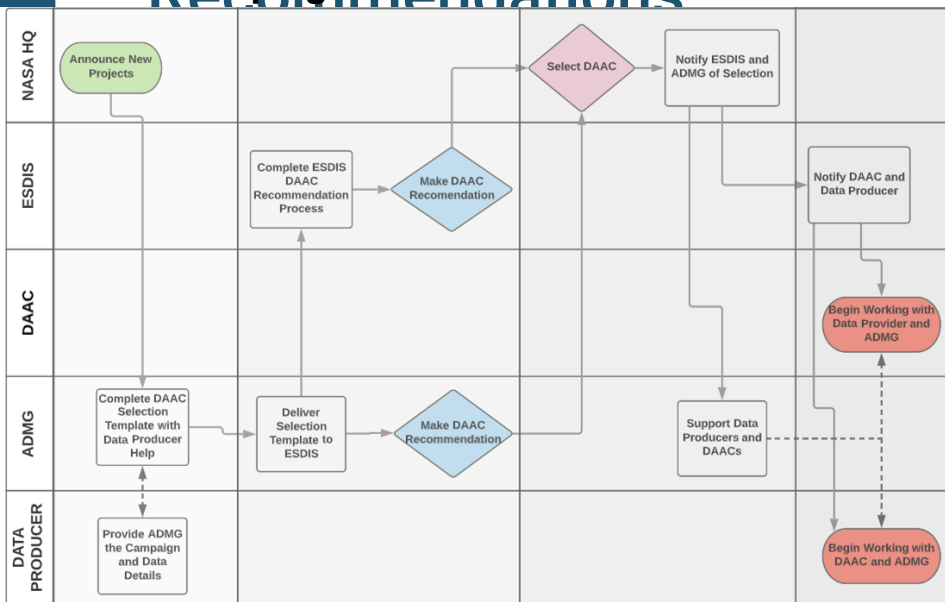 Recommendations
NASA HQ
Announce New
Projects
Select DAAC
Notify ESDIS and
ADMG of Selection
ESDIS
Complete ESDIS
DAAC
Recommendation
Process
Make DAAC
Recomendation
Notify DAAC and
Data Producer
DAAC
Begin Working with
Data Provider and
ADMG
ADMG
Complete DAAC
Selection
Template with
Data Producer
Help
Deliver
Selection
Template to
ESDIS
Make DAAC
Recommendation
Support Data
Producers and
DAACs
DATA
PRODUCER
Provide ADMG
the Campaign
and Data
Details
Begin Working with
DAAC and ADMG